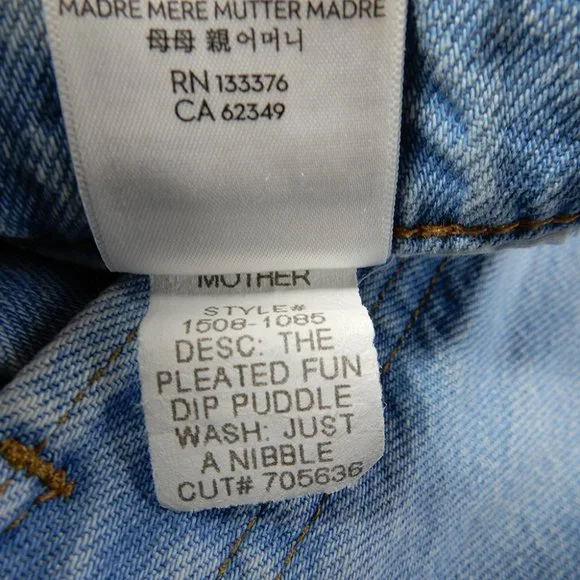 MADRE MERE MUTTER MADRE
母母 親 어머니
RN 133376
CA 62349
MOTHER
STYLE#
1508-1085
DESC: THE
PLEATED FUN
DIP PUDDLE
WASH: JUST
A NIBBLE
CUT# 705636